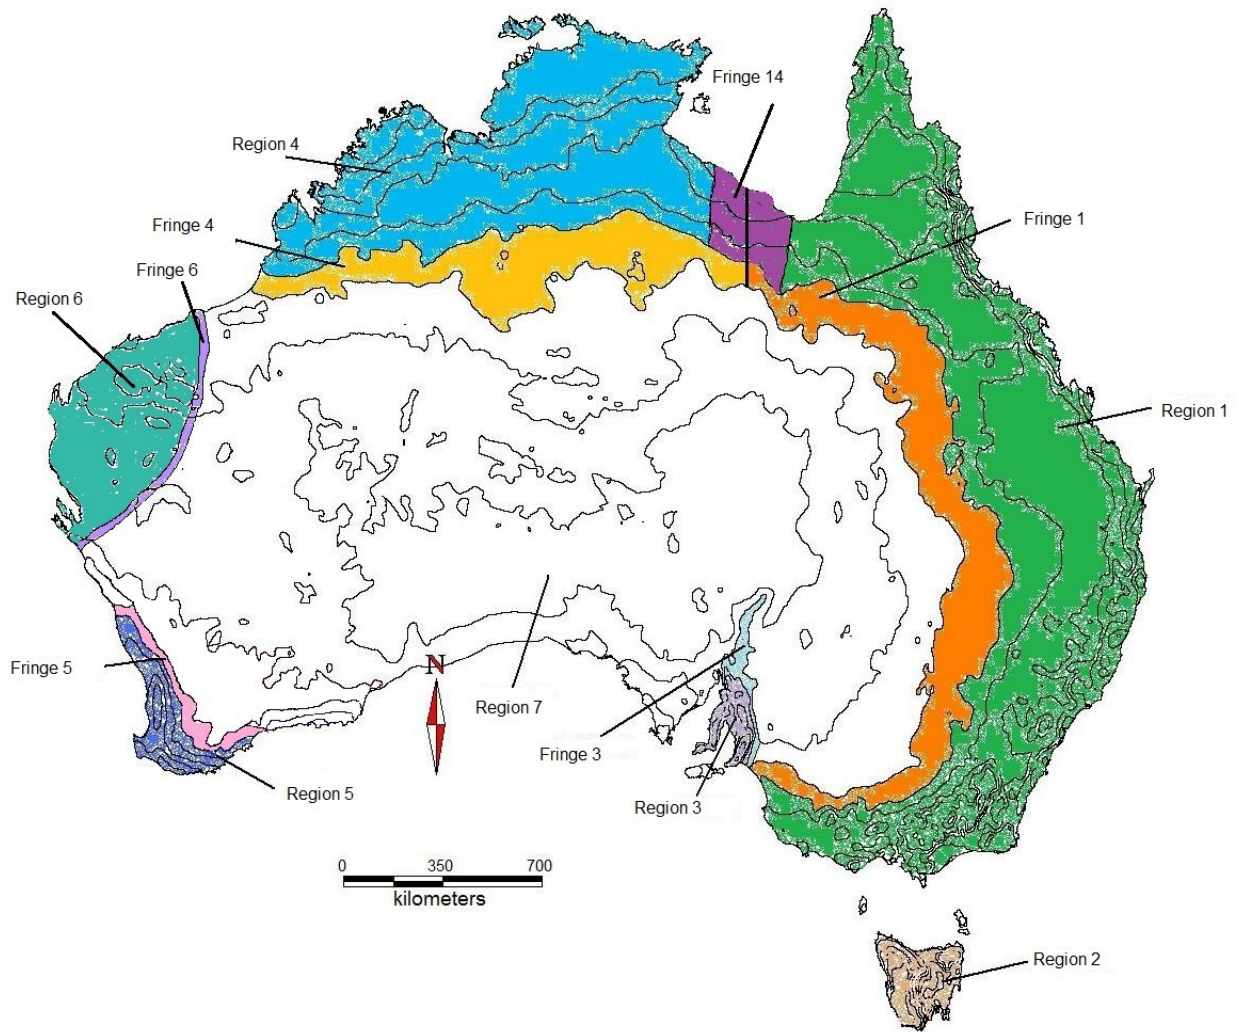 Fringe 14
Region 4
Fringe 1
Fringe 4
Fringe 6
Region 6
Region 1
Fringe 5
N
Region 7
Fringe 3
Region 5
Region 3
0 350 700
kilometers
Region 2